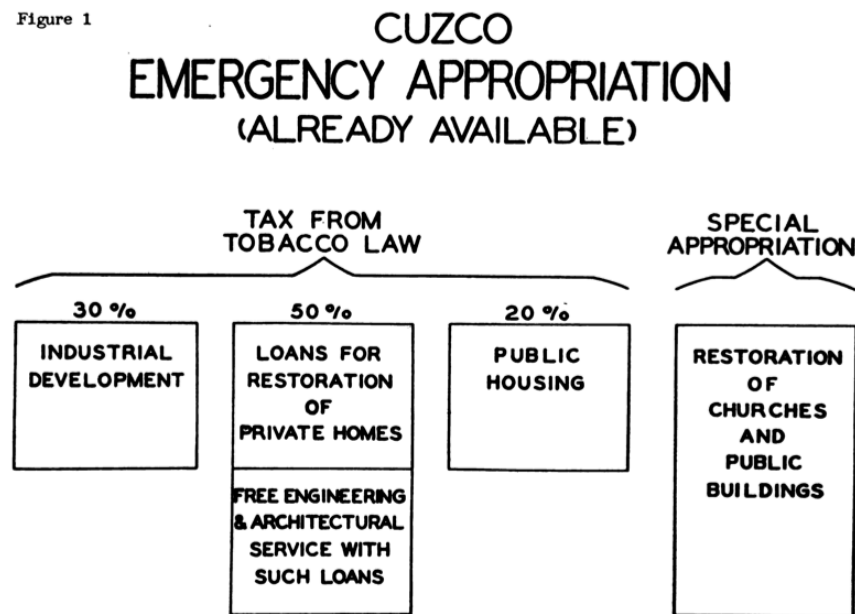 Figure 1
CUZCO
EMERGENCY APPROPRIATION
(ALREADY AVAILABLE)
TAX FROM
TOBACCO LAW
SPECIAL
APPROPRIATION
30 %
50 %
20 %
INDUSTRIAL
DEVELOPMENT
LOANS FOR
RESTORATION
OF
PRIVATE HOMES
FREE ENGINEERING
& ARCHITECTURAL
SERVICE WITH
SUCH LOANS
PUBLIC
HOUSING
RESTORATION
OF
CHURCHES
AND
PUBLIC
BUILDINGS